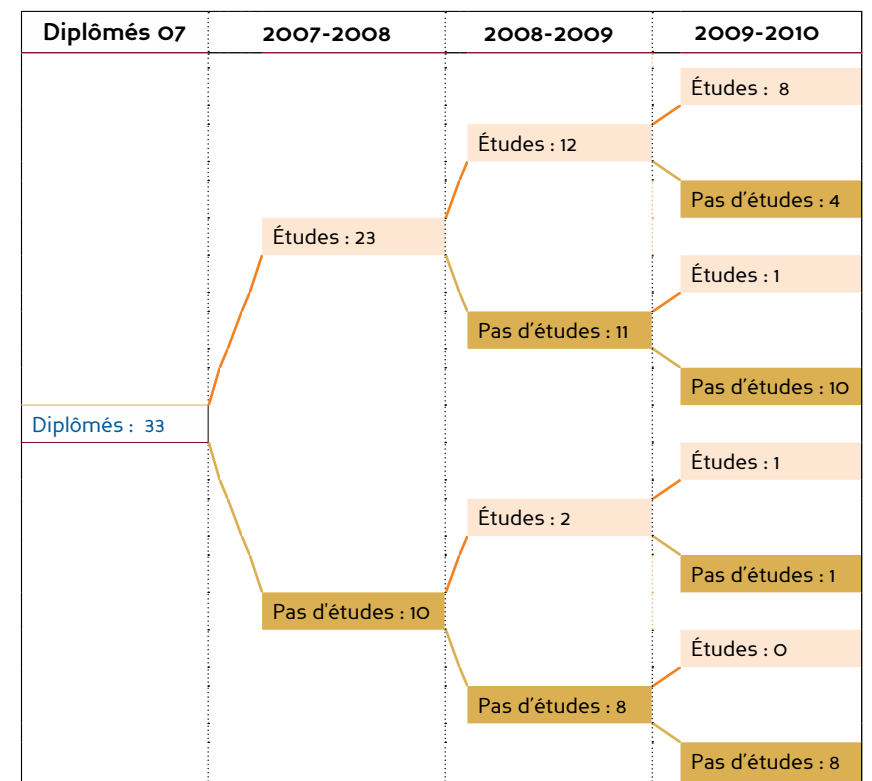 Diplômés 07 2007-2008 2008-2009 2009-2010
Études : 8
Études : 12
Pas d'études : 4
Études : 23
Études : 1
Pas d'études : 11
Pas d'études : 10
Diplômés : 33
Études : 1
Études : 2
Pas d'études : 1
Pas d'études : 10
Études : 0
Pas d'études : 8
Pas d'études : 8